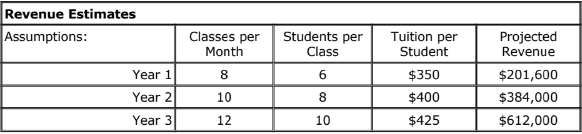 Revenue Estimates
Assumptions: Classes per Month Students per Class Tuition per Student Projected Revenue
Year 1 8 6 $350 $201,600
Year 2 10 8 $400 $384,000
Year 3 12 10 $425 $612,000